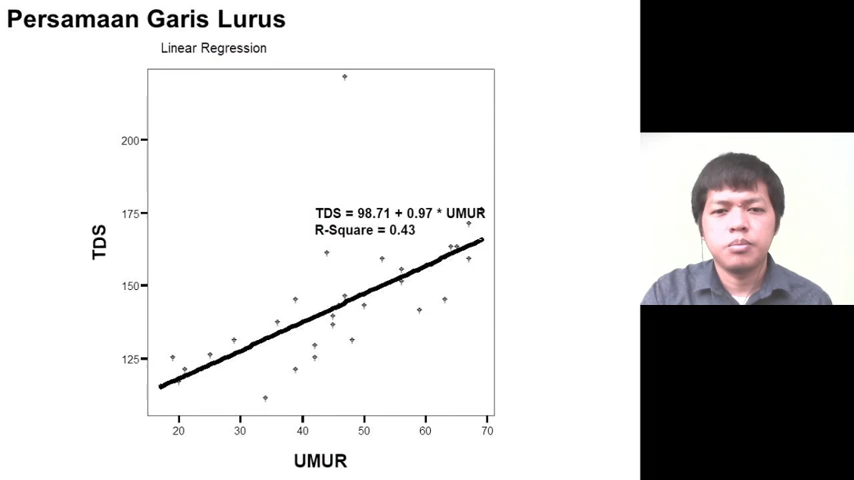 Persamaan Garis Lurus
Linear Regression
200
175
150
125
TDS
TDS = 98.71 + 0.97 * UMUR
R-Square = 0.43
20 30 40 50 60 70
UMUR